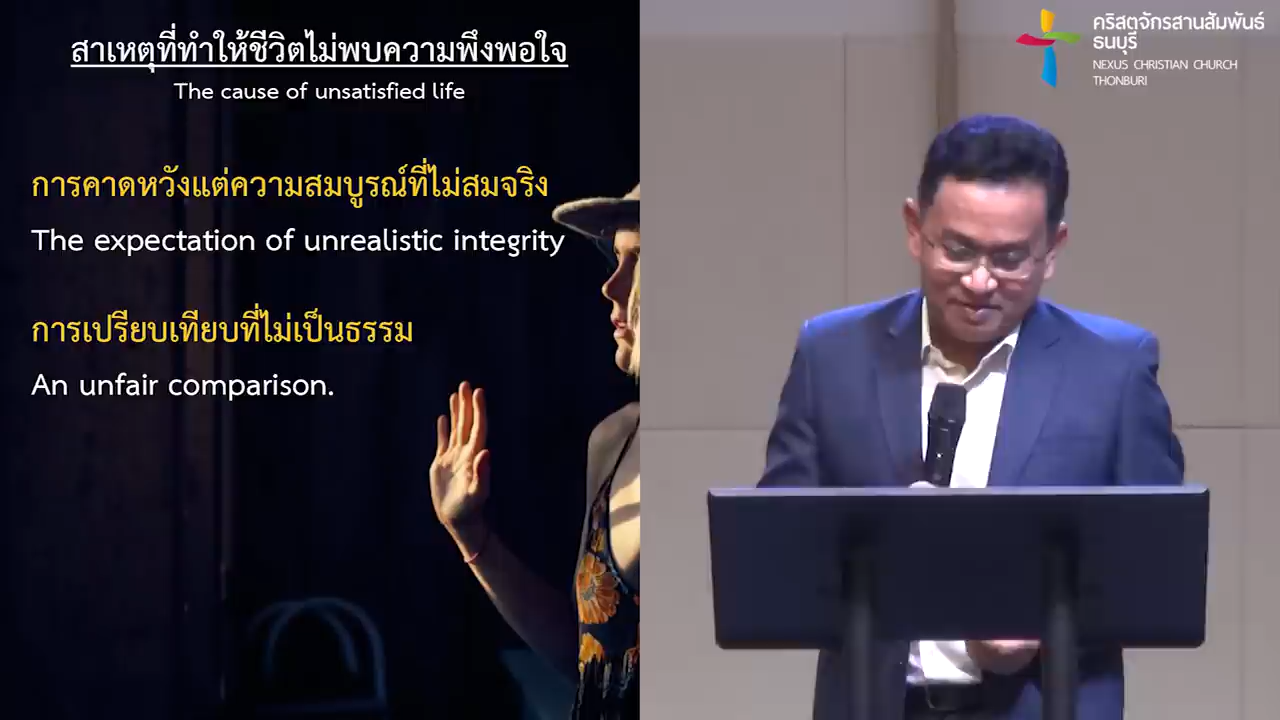 สาเหตุที่ทำให้ชีวิตไม่พบความพึงพอใจ
The cause of unsatisfied life
การคาดหวังแต่ความสมบูรณ์ที่ไม่สมจริง
The expectation of unrealistic integrity
การเปรียบเทียบที่ไม่เป็นธรรม
An unfair comparison.
คริสตจักรสานสัมพันธ์
ธนบุรี
NEXUS CHRISTIAN CHURCH
THONBURI